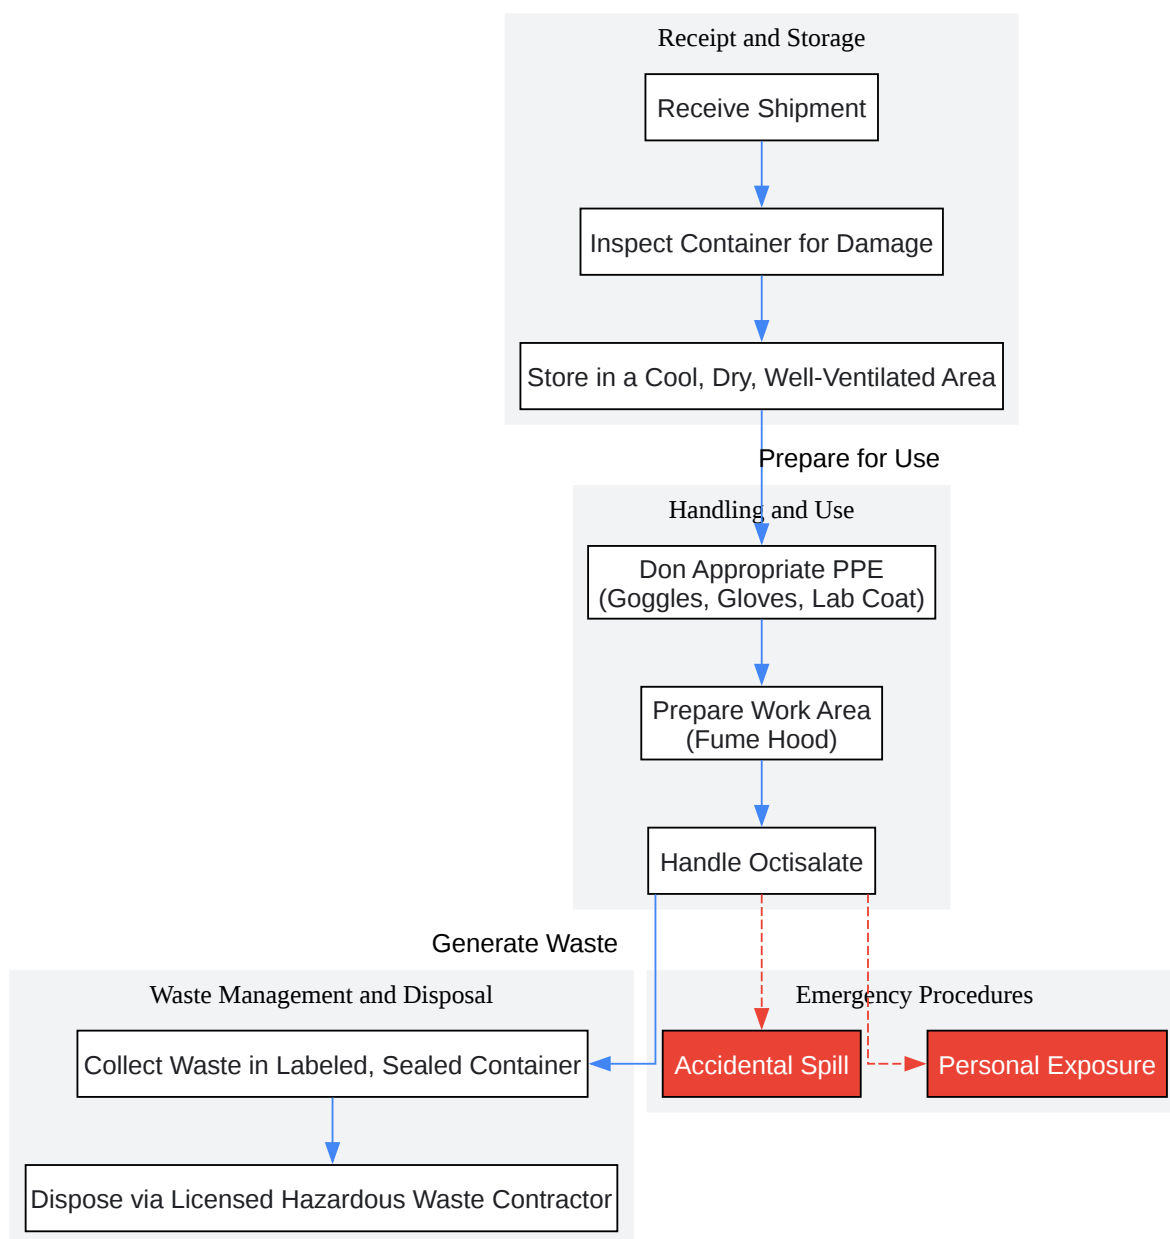 Receipt and Storage
Receive Shipment
Inspect Container for Damage
Store in a Cool, Dry, Well-Ventilated Area
Prepare for Use
Handling and Use
Don Appropriate PPE
(Goggles, Gloves, Lab Coat)
Prepare Work Area
(Fume Hood)
Handle Octisalate
Generate Waste
Waste Management and Disposal
Collect Waste in Labeled, Sealed Container
Dispose via Licensed Hazardous Waste Contractor
Emergency Procedures
Accidental Spill
Personal Exposure